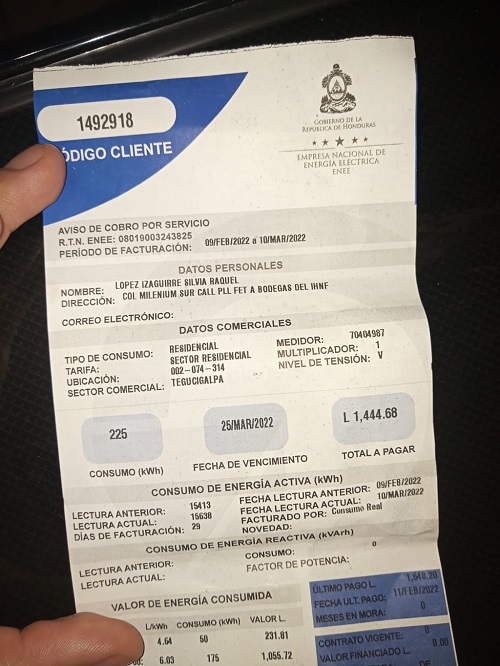 1492918
CÓDIGO CLIENTE
GOBIERNO DE LA
REPÚBLICA DE HONDURAS
EMPRESA NACIONAL DE
ENERGÍA ELÉCTRICA
ENEE
AVISO DE COBRO POR SERVICIO
R.T.N. ENEE: 08019003243825
PERÍODO DE FACTURACIÓN: 09/FEB/2022 a 10/MAR/2022
DATOS PERSONALES
NOMBRE: LOPEZ IZAGUIRRE SILVIA RAQUEL
DIRECCIÓN: COL MILENIUM SUR CALL PLL FET A BODEGAS DEL IHNF
CORREO ELECTRÓNICO:
DATOS COMERCIALES
TIPO DE CONSUMO: RESIDENCIAL MEDIDOR: 70404987
TARIFA: SECTOR RESIDENCIAL MULTIPLICADOR: 1
UBICACIÓN: 002-074-314 NIVEL DE TENSIÓN: V
SECTOR COMERCIAL: TEGUCIGALPA
225 25/MAR/2022 L 1,444.68
CONSUMO (kWh) FECHA DE VENCIMIENTO TOTAL A PAGAR
CONSUMO DE ENERGÍA ACTIVA (kWh)
LECTURA ANTERIOR: 15413 FECHA LECTURA ANTERIOR: 09/FEB/2022
LECTURA ACTUAL: 15638 FECHA LECTURA ACTUAL: 10/MAR/2022
DÍAS DE FACTURACIÓN: 29 FACTURADO POR: Consumo Real
NOVEDAD:
CONSUMO DE ENERGÍA REACTIVA (kVArh)
LECTURA ANTERIOR: CONSUMO: 0
LECTURA ACTUAL: FACTOR DE POTENCIA:
VALOR DE ENERGÍA CONSUMIDA
L/kWh CONSUMO (kWh) VALOR L.
4.64 50 231.81
6.03 175 1,055.72
ÚLTIMO PAGO L. 1,648.20
FECHA ULT. PAGO: 11/FEB/2022
MESES EN MORA: 0
CONTRATO VIGENTE: 0
VALOR FINANCIADO L. 0.00